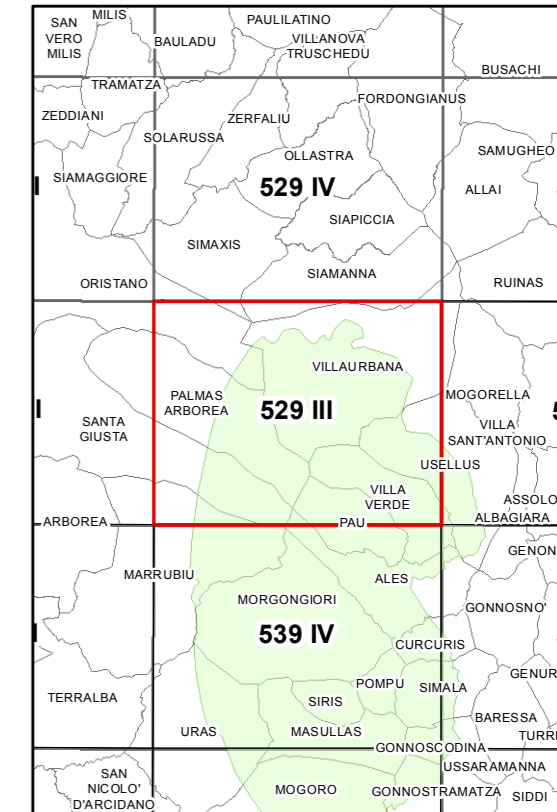 MILIS
SAN
VERO
MILIS
PAULILATINO
BAULADU
VILLANOVA
TRUSCHEDU
BUSACHI
TRAMATZA
FORDONGIANUS
ZEDDIANI
ZERFALIU
SOLARUSSA
OLLASTRA
SAMUGHEO
SIAMAGGIORE
529 IV
ALLAI
SIAPICCIA
SIMAXIS
SIAMANNA
ORISTANO
RUINAS
VILLAURBANA
PALMAS
ARBOREA
529 III
MOGORELLA
SANTA
GIUSTA
VILLA
SANT'ANTONIO
USELLUS
VILLA
VERDE
ASSOLO
ARBOREA
PAU
ALBAGIARA
GENON
MARRUBIU
ALES
MORGONGIORI
GONNOSNO'
539 IV
CURCURIS
GENUR
POMPU
SIMALA
TERRALBA
SIRIS
BARESSA
URAS
MASULLAS
TURRI
GONNOSCODINA
USSARAMANNA
SAN
NICOLO'
D'ARCIDANO
MOGORO
GONNOSTRAMATZA
SIDDI